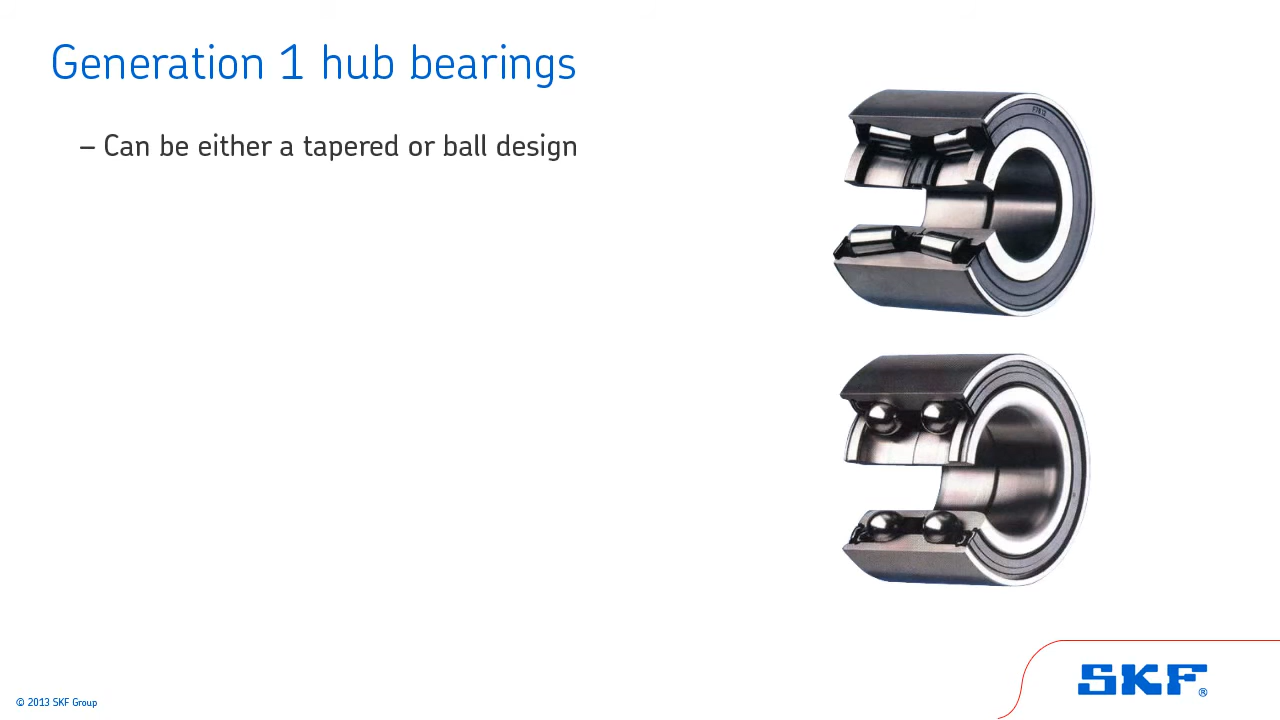 Generation 1 hub bearings
– Can be either a tapered or ball design
SKF®
© 2013 SKF Group